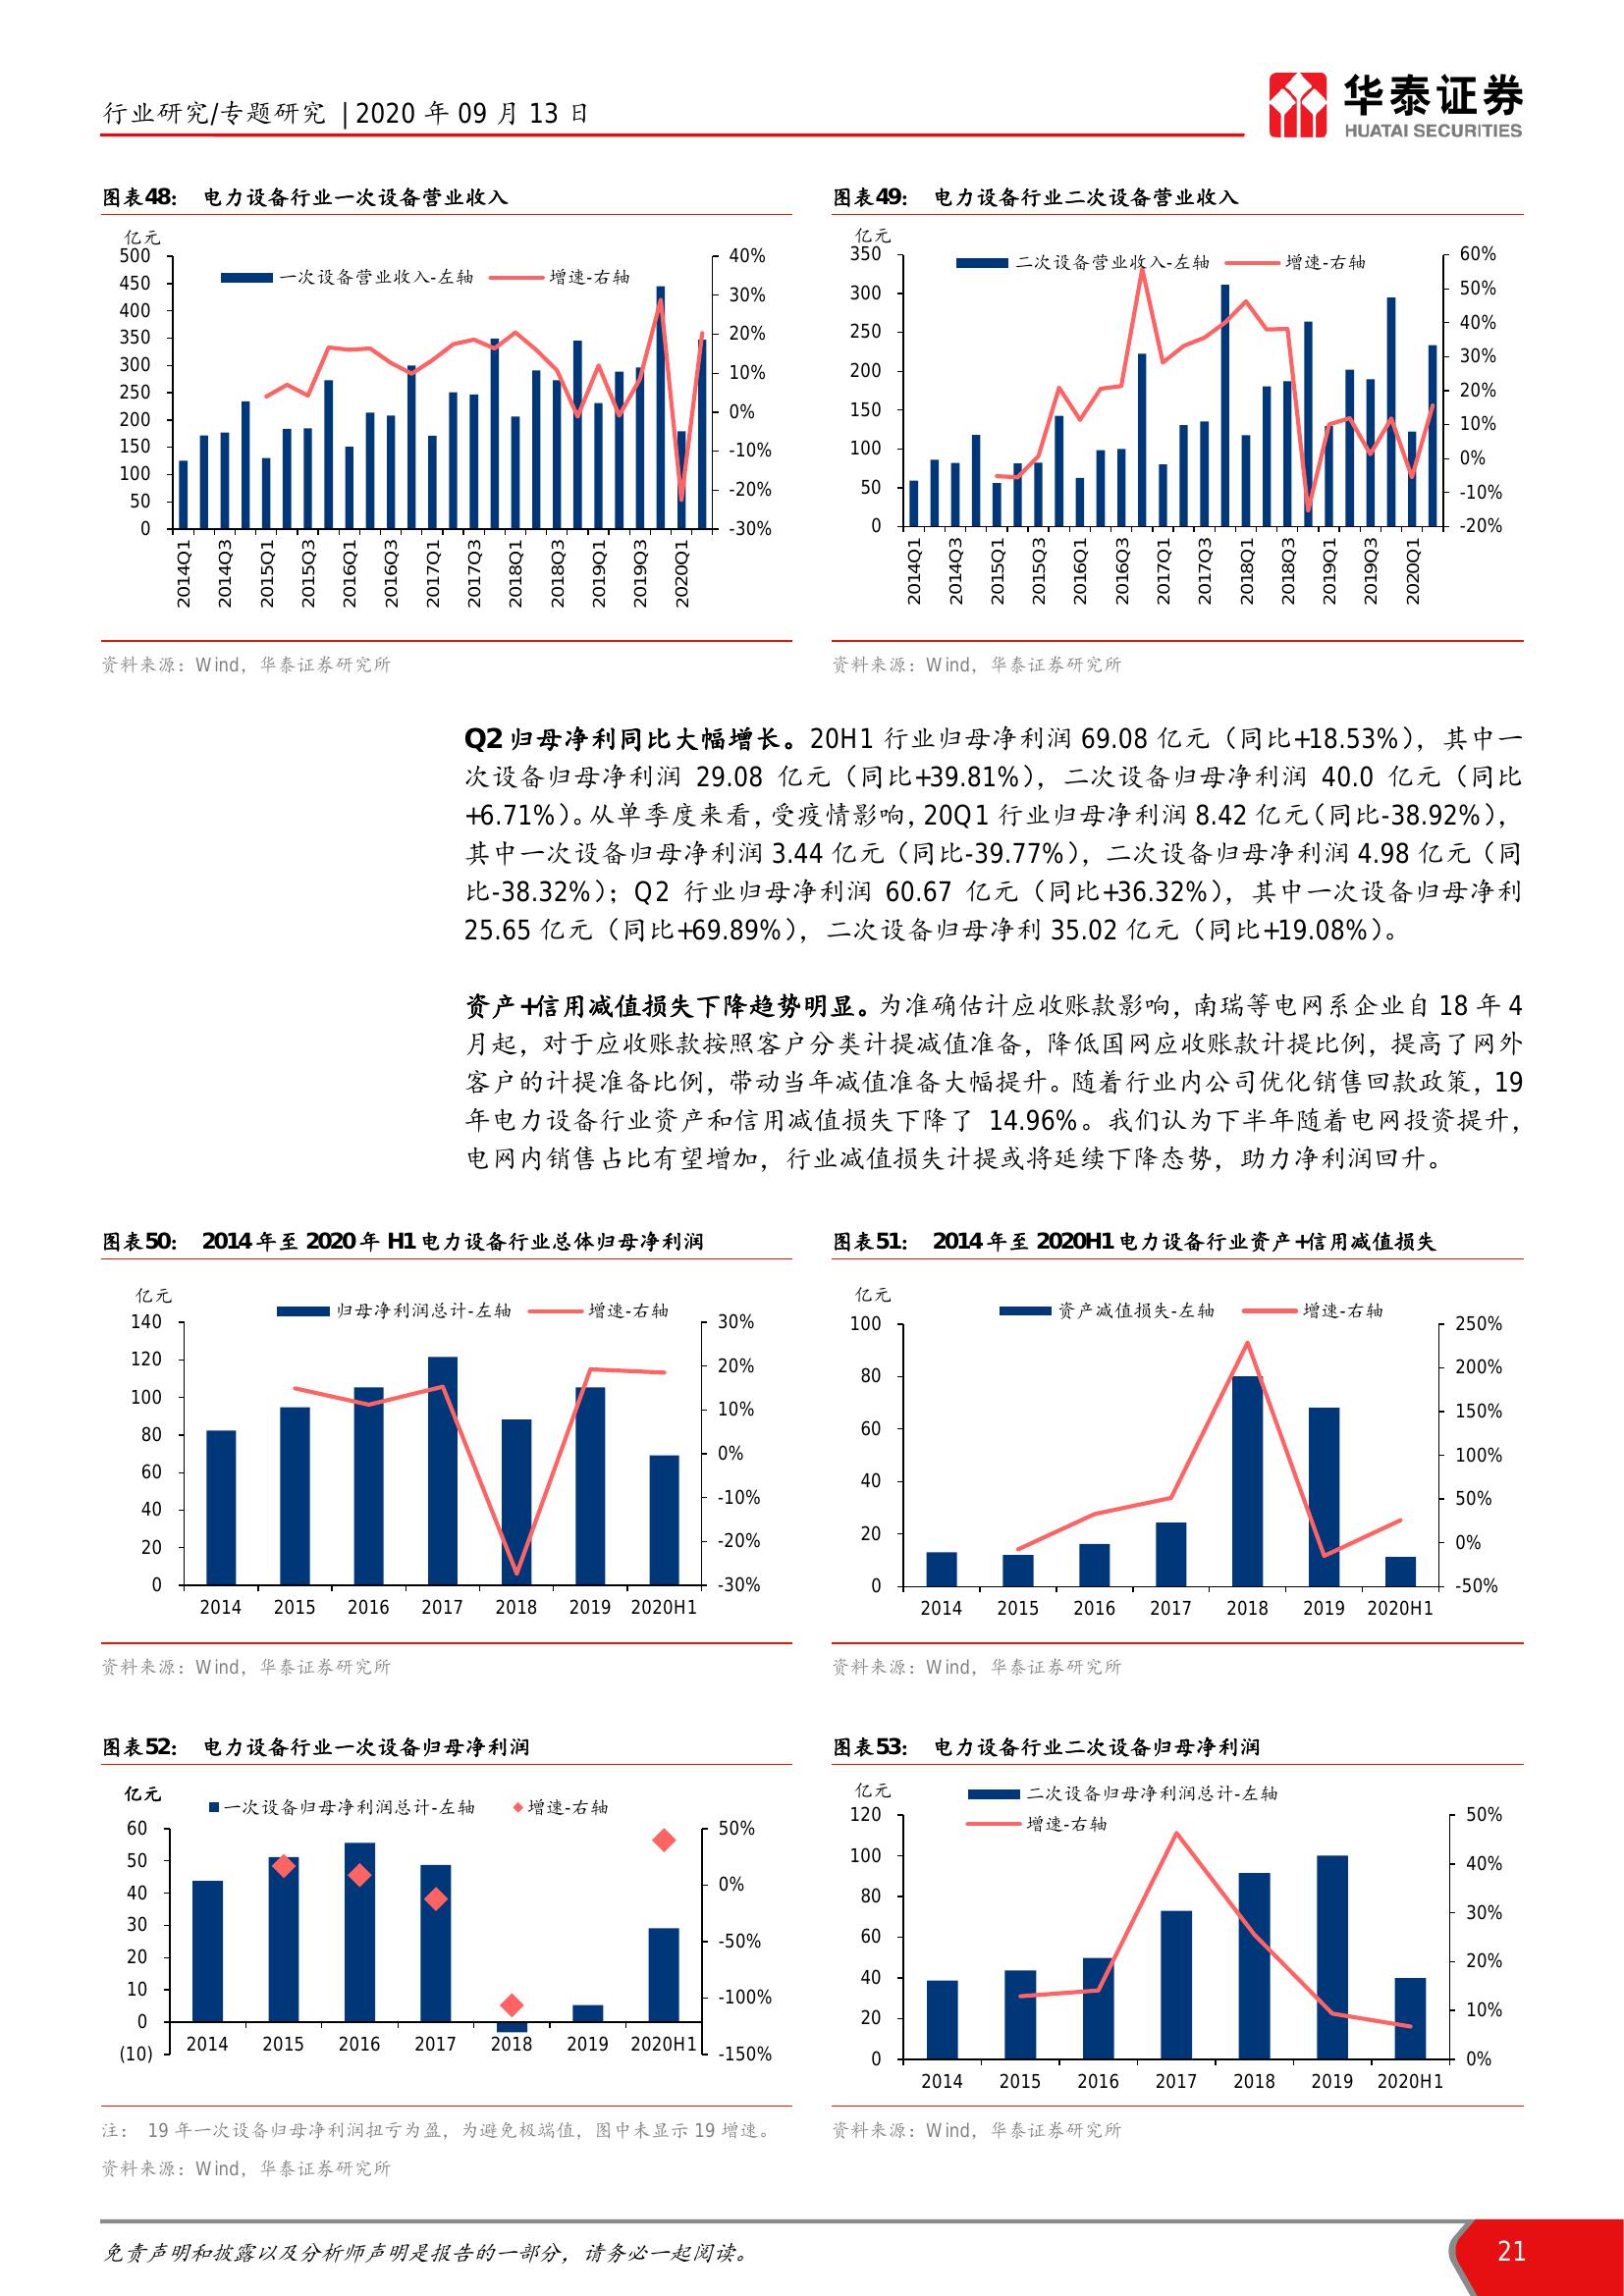 行业研究/专题研究 | 2020 年 09 月 13 日
华泰证券
HUATAI SECURITIES
图表48： 电力设备行业一次设备营业收入
亿元
一次设备营业收入-左轴 增速-右轴
500
450
400
350
300
250
200
150
100
50
0
40%
30%
20%
10%
0%
-10%
-20%
-30%
2014Q1
2014Q3
2015Q1
2015Q3
2016Q1
2016Q3
2017Q1
2017Q3
2018Q1
2018Q3
2019Q1
2019Q3
2020Q1
资料来源：Wind，华泰证券研究所
图表49： 电力设备行业二次设备营业收入
亿元
二次设备营业收入-左轴 增速-右轴
350
300
250
200
150
100
50
0
60%
50%
40%
30%
20%
10%
0%
-10%
-20%
2014Q1
2014Q3
2015Q1
2015Q3
2016Q1
2016Q3
2017Q1
2017Q3
2018Q1
2018Q3
2019Q1
2019Q3
2020Q1
资料来源：Wind，华泰证券研究所
Q2 归母净利同比大幅增长。20H1 行业归母净利润 69.08 亿元（同比+18.53%），其中一
次设备归母净利润 29.08 亿元（同比+39.81%），二次设备归母净利润 40.0 亿元（同比
+6.71%）。从单季度来看，受疫情影响，20Q1 行业归母净利润 8.42 亿元（同比-38.92%），
其中一次设备归母净利润 3.44 亿元（同比-39.77%），二次设备归母净利润 4.98 亿元（同
比-38.32%）；Q2 行业归母净利润 60.67 亿元（同比+36.32%），其中一次设备归母净利
25.65 亿元（同比+69.89%），二次设备归母净利 35.02 亿元（同比+19.08%）。
资产+信用减值损失下降趋势明显。为准确估计应收账款影响，南瑞等电网系企业自 18 年 4
月起，对于应收账款按照客户分类计提减值准备，降低国网应收账款计提比例，提高了网外
客户的计提准备比例，带动当年减值准备大幅提升。随着行业内公司优化销售回款政策，19
年电力设备行业资产和信用减值损失下降了 14.96%。我们认为下半年随着电网投资提升，
电网内销售占比有望增加，行业减值损失计提或将延续下降态势，助力净利润回升。
图表50： 2014 年至 2020 年 H1 电力设备行业总体归母净利润
亿元
归母净利润总计-左轴 增速-右轴
140
120
100
80
60
40
20
0
30%
20%
10%
0%
-10%
-20%
-30%
2014 2015 2016 2017 2018 2019 2020H1
资料来源：Wind，华泰证券研究所
图表51： 2014 年至 2020H1 电力设备行业资产+信用减值损失
亿元
资产减值损失-左轴 增速-右轴
100
80
60
40
20
0
250%
200%
150%
100%
50%
0%
-50%
2014 2015 2016 2017 2018 2019 2020H1
资料来源：Wind，华泰证券研究所
图表52： 电力设备行业一次设备归母净利润
亿元
一次设备归母净利润总计-左轴 增速-右轴
60
50
40
30
20
10
0
(10)
50%
0%
-50%
-100%
-150%
2014 2015 2016 2017 2018 2019 2020H1
注： 19 年一次设备归母净利润扭亏为盈，为避免极端值，图中未显示 19 增速。
资料来源：Wind，华泰证券研究所
图表53： 电力设备行业二次设备归母净利润
亿元
二次设备归母净利润总计-左轴
增速-右轴
120
100
80
60
40
20
0
50%
40%
30%
20%
10%
0%
2014 2015 2016 2017 2018 2019 2020H1
资料来源：Wind，华泰证券研究所
免责声明和披露以及分析师声明是报告的一部分，请务必一起阅读。
21